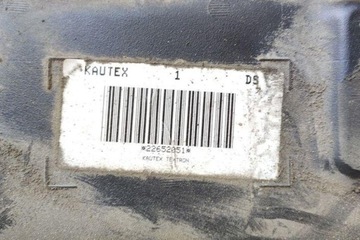 KAUTEX 1 DS
*22652051*
KAUTEX TEXTRON